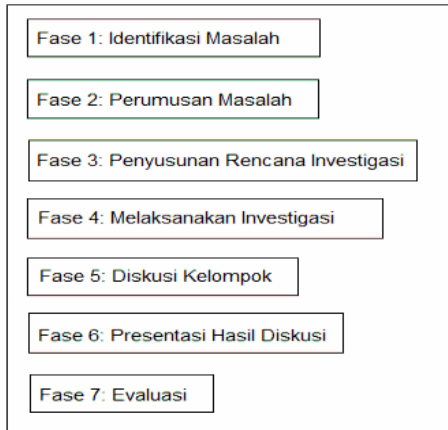 Fase 1: Identifikasi Masalah
Fase 2: Perumusan Masalah
Fase 3: Penyusunan Rencana Investigasi
Fase 4: Melaksanakan Investigasi
Fase 5: Diskusi Kelompok
Fase 6: Presentasi Hasil Diskusi
Fase 7: Evaluasi